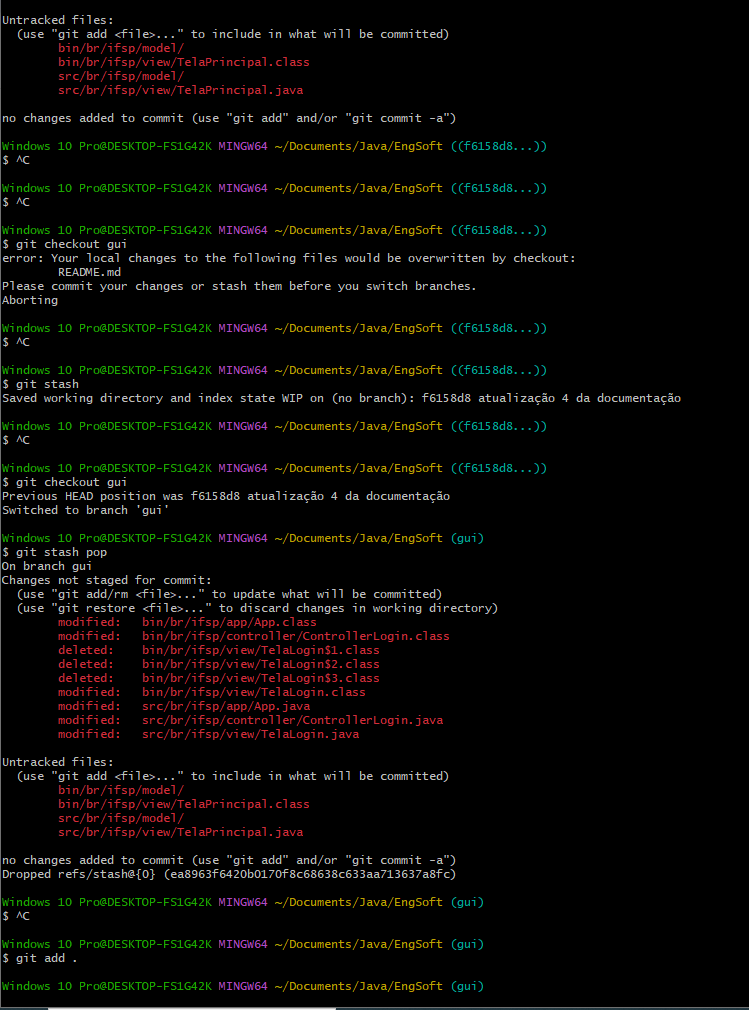 Untracked files:
  (use "git add <file>..." to include in what will be committed)
        bin/br/ifsp/model/
        bin/br/ifsp/view/TelaPrincipal.class
        src/br/ifsp/model/
        src/br/ifsp/view/TelaPrincipal.java

no changes added to commit (use "git add" and/or "git commit -a")

Windows 10 Pro@DESKTOP-FS1G42K MINGW64 ~/Documents/Java/EngSoft ((f6158d8...))
$ ^C

Windows 10 Pro@DESKTOP-FS1G42K MINGW64 ~/Documents/Java/EngSoft ((f6158d8...))
$ ^C

Windows 10 Pro@DESKTOP-FS1G42K MINGW64 ~/Documents/Java/EngSoft ((f6158d8...))
$ git checkout gui
error: Your local changes to the following files would be overwritten by checkout:
        README.md
Please commit your changes or stash them before you switch branches.
Aborting

Windows 10 Pro@DESKTOP-FS1G42K MINGW64 ~/Documents/Java/EngSoft ((f6158d8...))
$ ^C

Windows 10 Pro@DESKTOP-FS1G42K MINGW64 ~/Documents/Java/EngSoft ((f6158d8...))
$ git stash
Saved working directory and index state WIP on (no branch): f6158d8 atualização 4 da documentação

Windows 10 Pro@DESKTOP-FS1G42K MINGW64 ~/Documents/Java/EngSoft ((f6158d8...))
$ ^C

Windows 10 Pro@DESKTOP-FS1G42K MINGW64 ~/Documents/Java/EngSoft ((f6158d8...))
$ git checkout gui
Previous HEAD position was f6158d8 atualização 4 da documentação
Switched to branch 'gui'

Windows 10 Pro@DESKTOP-FS1G42K MINGW64 ~/Documents/Java/EngSoft (gui)
$ git stash pop
On branch gui
Changes not staged for commit:
  (use "git add/rm <file>..." to update what will be committed)
  (use "git restore <file>..." to discard changes in working directory)
        modified:   bin/br/ifsp/app/App.class
        modified:   bin/br/ifsp/controller/ControllerLogin.class
        deleted:    bin/br/ifsp/view/TelaLogin$1.class
        deleted:    bin/br/ifsp/view/TelaLogin$2.class
        deleted:    bin/br/ifsp/view/TelaLogin$3.class
        modified:   bin/br/ifsp/view/TelaLogin.class
        modified:   src/br/ifsp/app/App.java
        modified:   src/br/ifsp/controller/ControllerLogin.java
        modified:   src/br/ifsp/view/TelaLogin.java

Untracked files:
  (use "git add <file>..." to include in what will be committed)
        bin/br/ifsp/model/
        bin/br/ifsp/view/TelaPrincipal.class
        src/br/ifsp/model/
        src/br/ifsp/view/TelaPrincipal.java

no changes added to commit (use "git add" and/or "git commit -a")
Dropped refs/stash@{0} (ea8963f6420b0170f8c68638c633aa713637a8fc)

Windows 10 Pro@DESKTOP-FS1G42K MINGW64 ~/Documents/Java/EngSoft (gui)
$ ^C

Windows 10 Pro@DESKTOP-FS1G42K MINGW64 ~/Documents/Java/EngSoft (gui)
$ git add .

Windows 10 Pro@DESKTOP-FS1G42K MINGW64 ~/Documents/Java/EngSoft (gui)